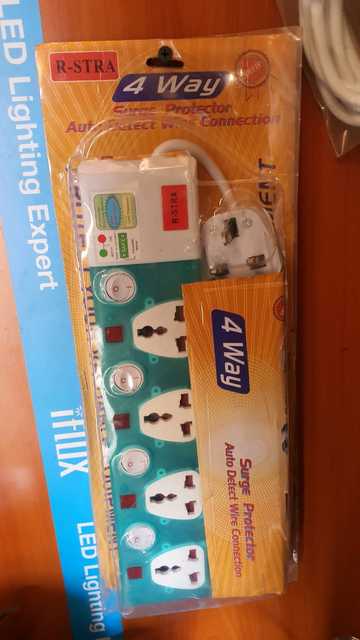 R-STRA
4 Way
Surge Protector
Auto Detect Wire Connection
R-STRA
4 Way
Surge Protector
Auto Detect Wire Connection
LED Lighting Expert
iflux
LED Lighting